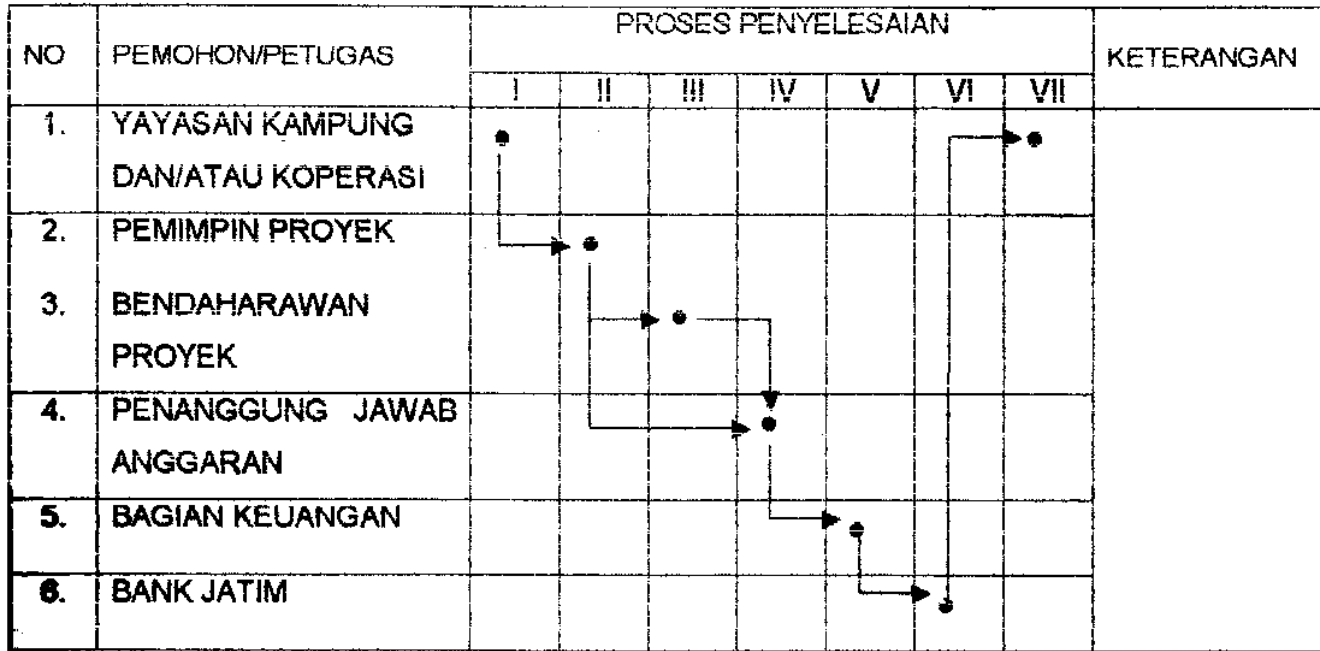 PROSES PENYELESAIAN
NO PEMOHON/PETUGAS KETERANGAN
I II III IV V VI VII
1. YAYASAN KAMPUNG
DAN/ATAU KOPERASI
2. PEMIMPIN PROYEK
3. BENDAHARAWAN
PROYEK
4. PENANGGUNG JAWAB
ANGGARAN
5. BAGIAN KEUANGAN
6. BANK JATIM